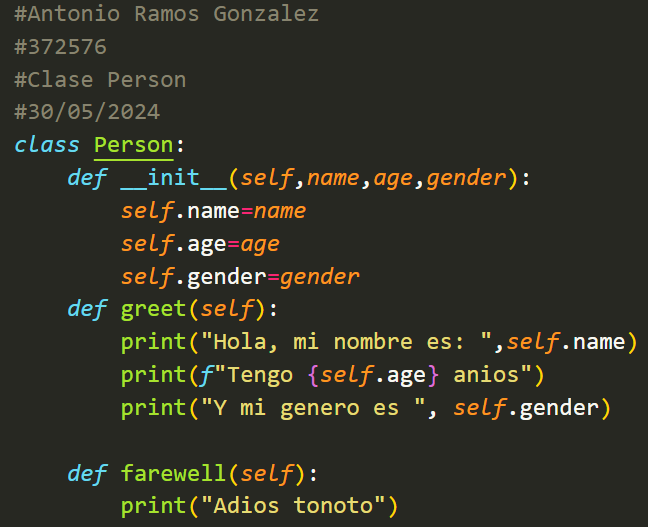 #Antonio Ramos Gonzalez
#372576
#Clase Person
#30/05/2024
class Person:
    def __init__(self,name,age,gender):
        self.name=name
        self.age=age
        self.gender=gender
    def greet(self):
        print("Hola, mi nombre es: ",self.name)
        print(f"Tengo {self.age} anios")
        print("Y mi genero es ", self.gender)

    def farewell(self):
        print("Adios tonoto")